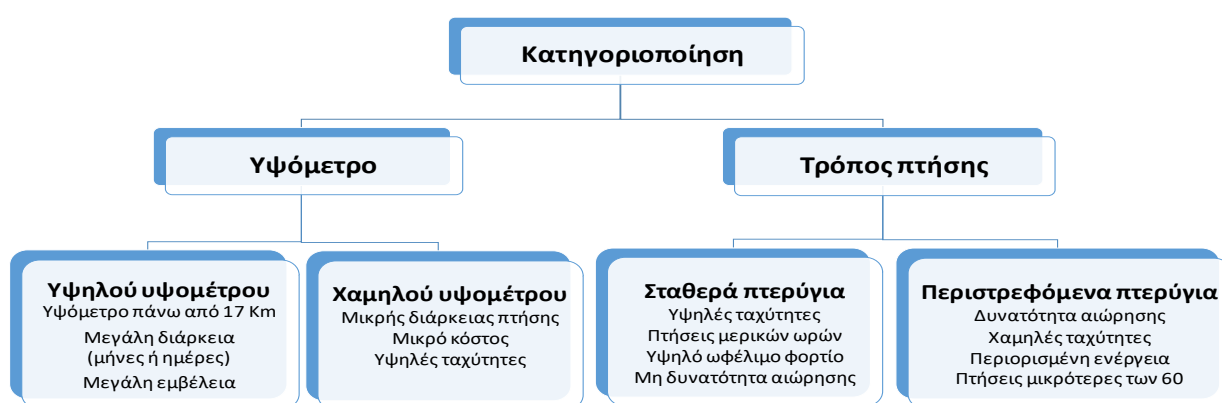 Κατηγοριοποίηση
Υψόμετρο
Τρόπος πτήσης
Υψηλού υψομέτρου
Υψόμετρο πάνω από 17 Km
Μεγάλη διάρκεια
(μήνες ή ημέρες)
Μεγάλη εμβέλεια
Χαμηλού υψομέτρου
Μικρής διάρκειας πτήσης
Μικρό κόστος
Υψηλές ταχύτητες
Σταθερά πτερύγια
Υψηλές ταχύτητες
Πτήσεις μερικών ωρών
Υψηλό ωφέλιμο φορτίο
Μη δυνατότητα αιώρησης
Περιστρεφόμενα πτερύγια
Δυνατότητα αιώρησης
Χαμηλές ταχύτητες
Περιορισμένη ενέργεια
Πτήσεις μικρότερες των 60